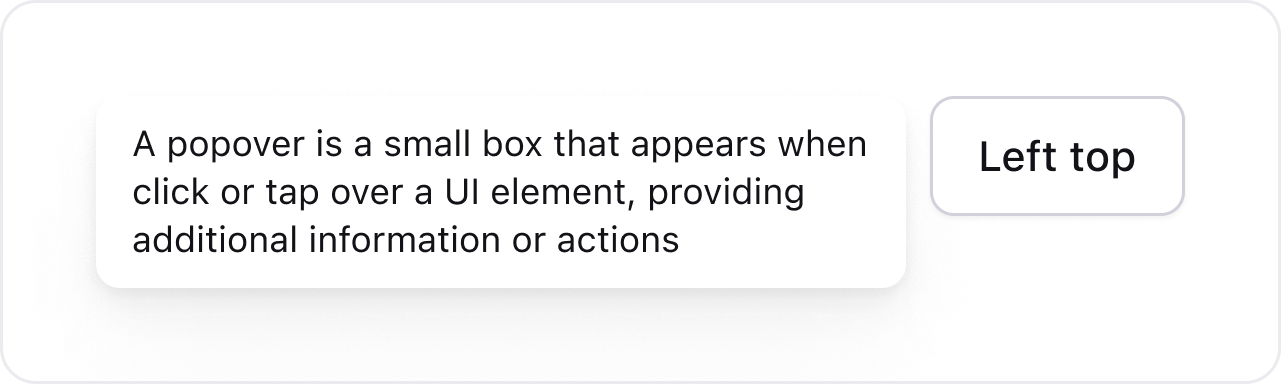 A popover is a small box that appears when
click or tap over a UI element, providing
additional information or actions
Left top